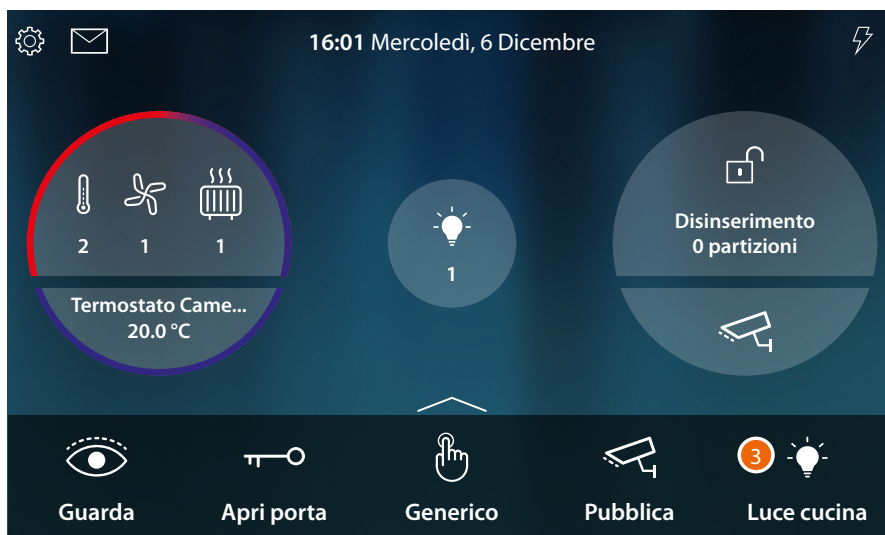 16:01 Mercoledì, 6 Dicembre
2 1 1
Termostato Came...
20.0 °C
1
Disinserimento
0 partizioni
3
Guarda Apri porta Generico Pubblica Luce cucina